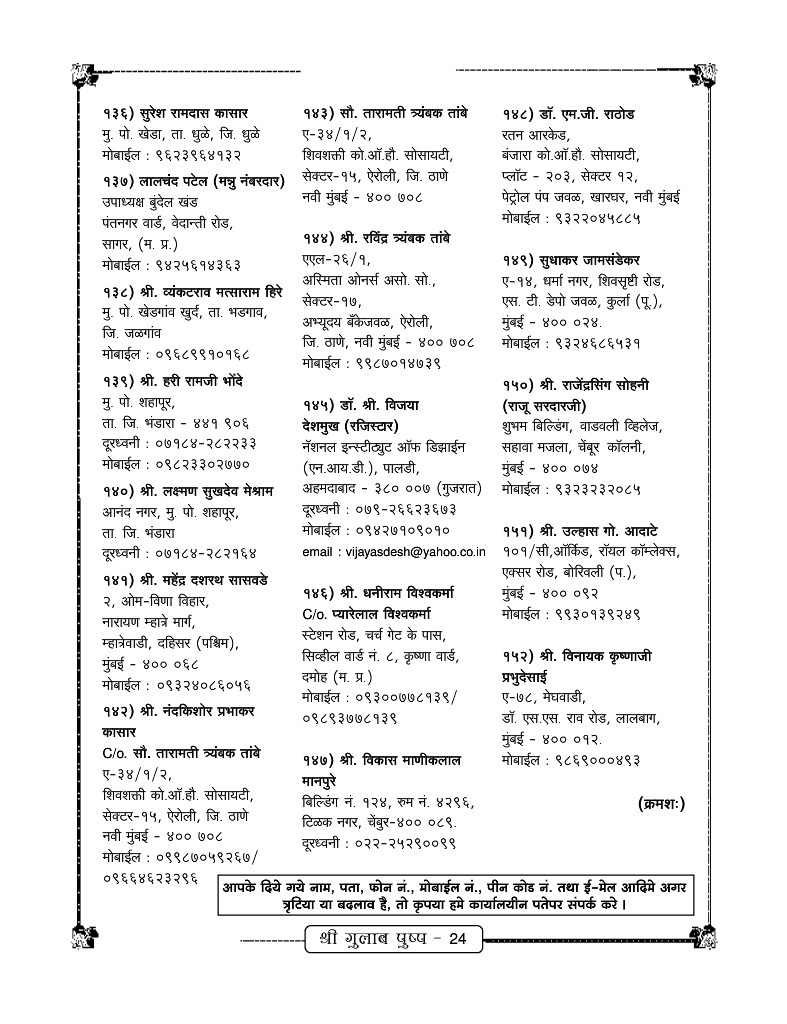 १३६) सुरेश रामदास कासार
मु. पो. खेडा, ता. धुळे, जि. धुळे
मोबाईल : ९६२३९६४१३२
१३७) लालचंद पटेल (मन्नु नंबरदार)
उपाध्यक्ष बुंदेल खंड
पंतनगर वार्ड, वेदान्ती रोड,
सागर, (म. प्र.)
मोबाईल : ९४२५६१४३६३
१३८) श्री. व्यंकटराव मत्साराम हिरे
मु. पो. खेडगांव खुर्द, ता. भडगाव,
जि. जळगांव
मोबाईल : ०९६८९९१०१६८
१३९) श्री. हरी रामजी भोंदे
मु. पो. शहापूर,
ता. जि. भंडारा - ४४१ ९०६
दूरध्वनी : ०७१८४-२८२२३३
मोबाईल : ०९८२३३०२७७०
१४०) श्री. लक्ष्मण सुखदेव मेश्राम
आनंद नगर, मु. पो. शहापूर,
ता. जि. भंडारा
दूरध्वनी : ०७१८४-२८२१६४
१४१) श्री. महेंद्र दशरथ सासवडे
२, ओम-विणा विहार,
नारायण म्हात्रे मार्ग,
म्हात्रेवाडी, दहिसर (पश्चिम),
मुंबई - ४०० ०६८
मोबाईल : ०९३२४०८६०५६
१४२) श्री. नंदकिशोर प्रभाकर
कासार
C/o. सौ. तारामती त्र्यंबक तांबे
ए-३४/१/२,
शिवशक्ती को.ऑ.हौ. सोसायटी,
सेक्टर-१५, ऐरोली, जि. ठाणे
नवी मुंबई - ४०० ७०८
मोबाईल : ०९९८७०५९२६७/
०९६६४६२३२९६
१४३) सौ. तारामती त्र्यंबक तांबे
ए-३४/१/२,
शिवशक्ती को.ऑ.हौ. सोसायटी,
सेक्टर-१५, ऐरोली, जि. ठाणे
नवी मुंबई - ४०० ७०८
१४४) श्री. रविंद्र त्र्यंबक तांबे
एएल-२६/१,
अस्मिता ओनर्स असो. सो.,
सेक्टर-१७,
अभ्यूदय बँकेजवळ, ऐरोली,
जि. ठाणे, नवी मुंबई - ४०० ७०८
मोबाईल : ९९८७०१४७३९
१४५) डॉ. श्री. विजया
देशमुख (रजिस्टार)
नॅशनल इन्स्टीट्युट ऑफ डिझाईन
(एन.आय.डी.), पालडी,
अहमदाबाद - ३८० ००७ (गुजरात)
दूरध्वनी : ०७९-२६६२३६७३
मोबाईल : ०९४२७१०९०१०
email : vijayasdesh@yahoo.co.in
१४६) श्री. धनीराम विश्वकर्मा
C/o. प्यारेलाल विश्वकर्मा
स्टेशन रोड, चर्च गेट के पास,
सिव्हील वार्ड नं. ८, कृष्णा वार्ड,
दमोह (म. प्र.)
मोबाईल : ०९३००७७८१३९/
०९८९३७७८१३९
१४७) श्री. विकास माणीकलाल
मानपुरे
बिल्डिंग नं. १२४, रुम नं. ४२९६,
टिळक नगर, चेंबुर-४०० ०८९.
दूरध्वनी : ०२२-२५२९००९९
१४८) डॉ. एम.जी. राठोड
रतन आरकेड,
बंजारा को.ऑ.हौ. सोसायटी,
प्लॉट - २०३, सेक्टर १२,
पेट्रोल पंप जवळ, खारघर, नवी मुंबई
मोबाईल : ९३२२०४५८८५
१४९) सुधाकर जामसंडेकर
ए-१४, धर्मा नगर, शिवसृष्टी रोड,
एस. टी. डेपो जवळ, कुर्ला (पू.),
मुंबई - ४०० ०२४.
मोबाईल : ९३२४६८६५३१
१५०) श्री. राजेंद्रसिंग सोहनी
(राजू सरदारजी)
शुभम बिल्डिंग, वाडवली व्हिलेज,
सहावा मजला, चेंबूर कॉलनी,
मुंबई - ४०० ०७४
मोबाईल : ९३२३२३२०८५
१५१) श्री. उल्हास गो. आदाटे
१०१/सी,ऑर्किड, रॉयल कॉम्लेक्स,
एक्सर रोड, बोरिवली (प.),
मुंबई - ४०० ०९२
मोबाईल : ९९३०१३९२४९
१५२) श्री. विनायक कृष्णाजी
प्रभुदेसाई
ए-७८, मेघवाडी,
डॉ. एस.एस. राव रोड, लालबाग,
मुंबई - ४०० ०१२.
मोबाईल : ९८६९०००४९३
(क्रमशः)
आपके दिये गये नाम, पता, फोन नं., मोबाईल नं., पीन कोड नं. तथा ई-मेल आदिमे अगर
त्रृटिया या बदलाव है, तो कृपया हमे कार्यालयीन पतेपर संपर्क करे ।
श्री गुलाब पुष्प - 24